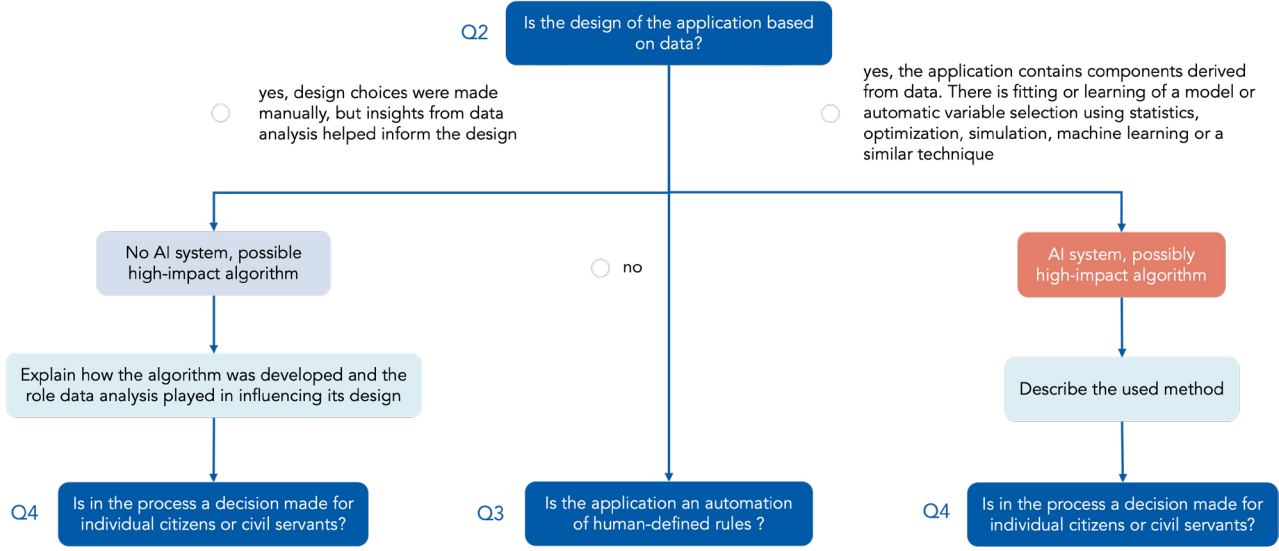 Q2
Is the design of the application based
on data?
yes, design choices were made
manually, but insights from data
analysis helped inform the design
yes, the application contains components derived
from data. There is fitting or learning of a model or
automatic variable selection using statistics,
optimization, simulation, machine learning or a
similar technique
No AI system, possible
high-impact algorithm
no
AI system, possibly
high-impact algorithm
Explain how the algorithm was developed and the
role data analysis played in influencing its design
Describe the used method
Q4
Is in the process a decision made for
individual citizens or civil servants?
Q3
Is the application an automation
of human-defined rules ?
Q4
Is in the process a decision made for
individual citizens or civil servants?